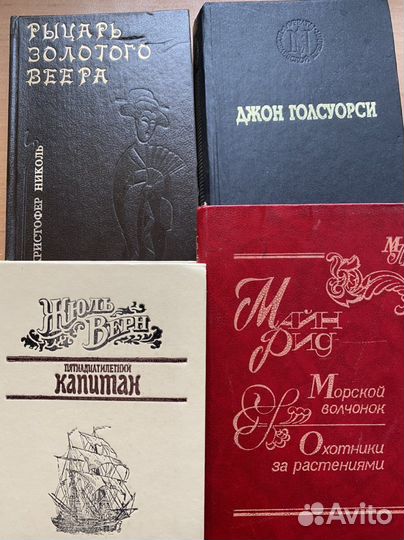 РЫЦАРЬ
ЗОЛОТОГО
ВЕЕРА
КРИСТОФЕР НИКОЛЬ
ДЖОН ГОЛСУОРСИ
ЖЮЛЬ
ВЕРН
ПЯТНАДЦАТИЛЕТНИЙ
КАПИТАН
МАЙН
РИД
Морской
волчонок
Охотники
за растениями
Avito